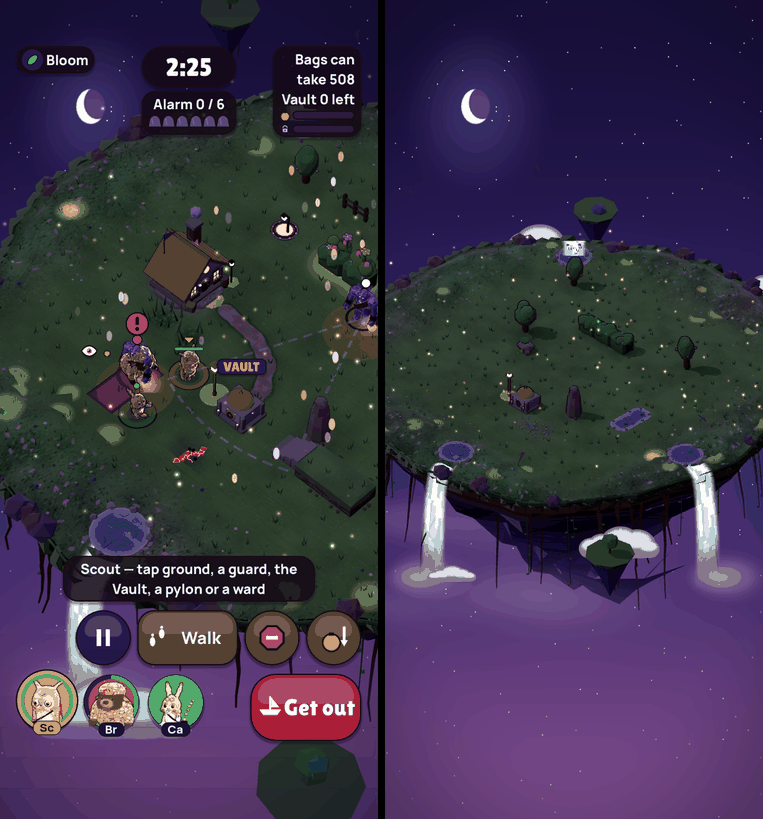 Bloom
2:25
Alarm 0 / 6
Bags can
take 508
Vault 0 left
VAULT
Scout – tap ground, a guard, the
Vault, a pylon or a ward
Walk
Get out
Sc
Br
Ca